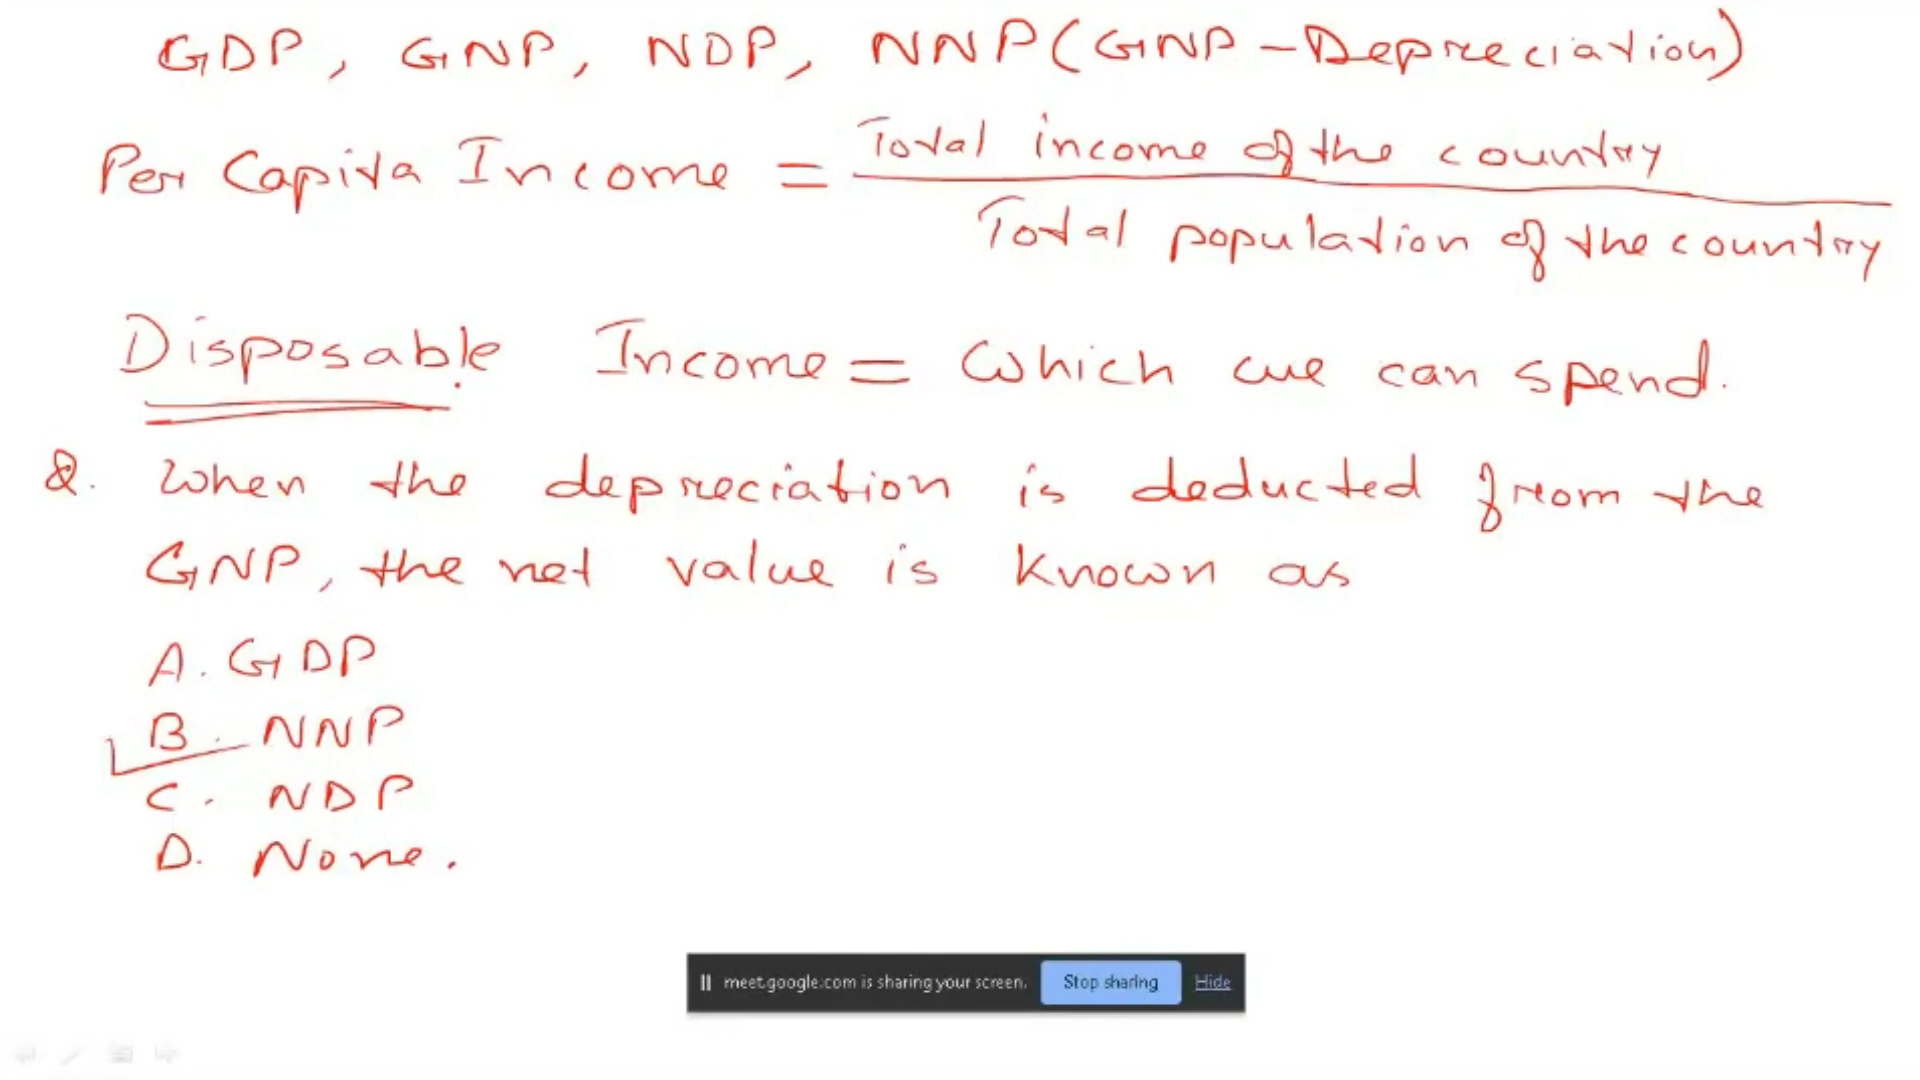 GDP, GNP, NDP, NNP(GNP-Depreciation)
Per Capita Income = Total income of the country
Total population of the country
Disposable Income = Which we can spend.
Q. When the depreciation is deducted from the
GNP, the net value is known as
A. GDP
B. NNP
C. NDP
D. None.
meet.google.com is sharing your screen. Stop sharing Hide